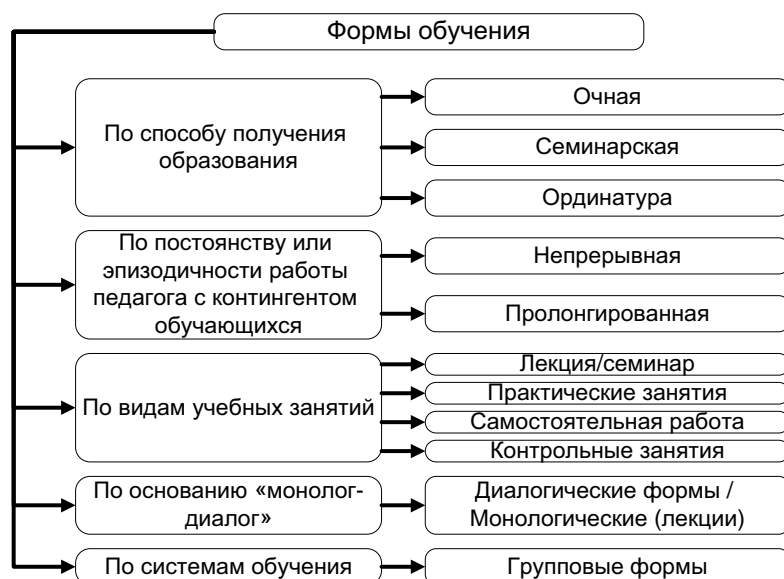 Формы обучения
По способу получения
образования
Очная
Семинарская
Ординатура
По постоянству или
эпизодичности работы
педагога с контингентом
обучающихся
Непрерывная
Пролонгированная
По видам учебных занятий
Лекция/семинар
Практические занятия
Самостоятельная работа
Контрольные занятия
По основанию «монолог-
диалог»
Диалогические формы /
Монологические (лекции)
По системам обучения
Групповые формы